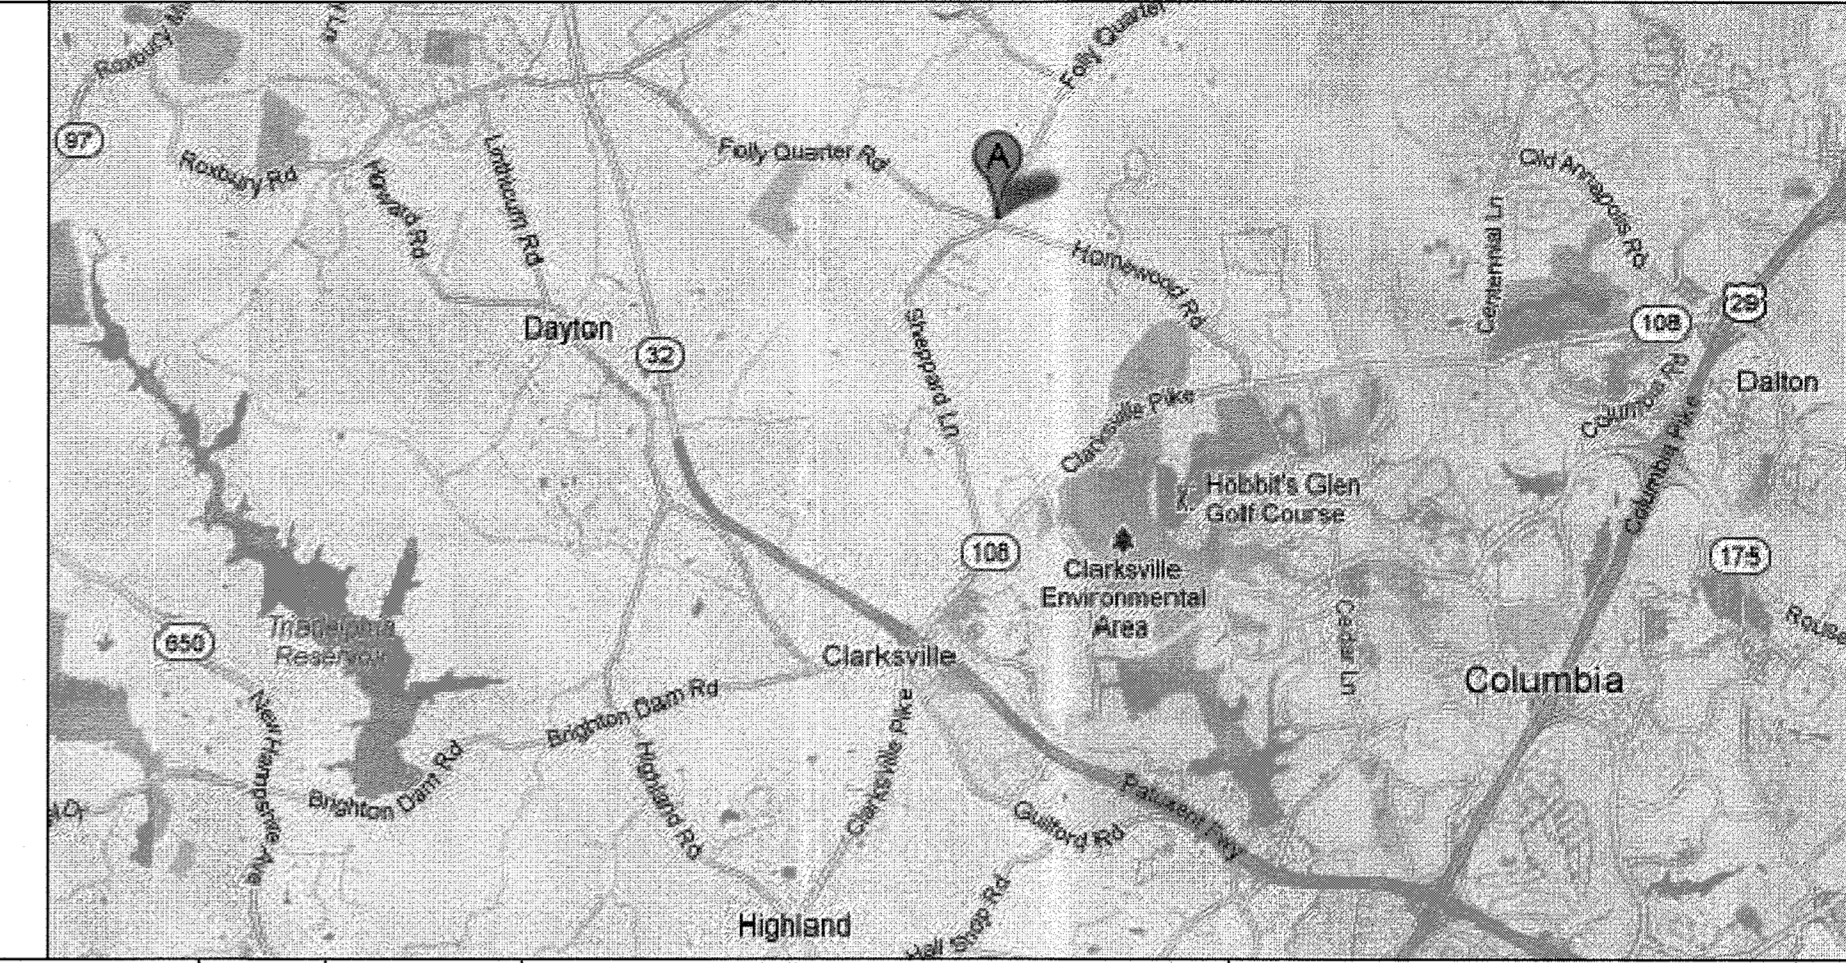 Roxbury
Folly Quarter
97
Roxbury Rd
Folly Quarter Rd
A
Howard Rd
Linthicum Rd
Old Annapolis Rd
Centennial Ln
Homewood Rd
29
108
Dayton
32
Sheppard Ln
Dalton
Clarksville Pike
Columbia Rd
Columbia Pike
Hobbit's Glen
Golf Course
108
175
Clarksville
Environmental
Area
Cedar Ln
Rouse
650
Triadelphia
Reservoir
Clarksville
Columbia
Brighton Dam Rd
New Hampshire Ave
Clarksville Pike
Highland Rd
Brighton Dam Rd
Patuxent Pkwy
Guilford Rd
Highland
Hall Shop Rd